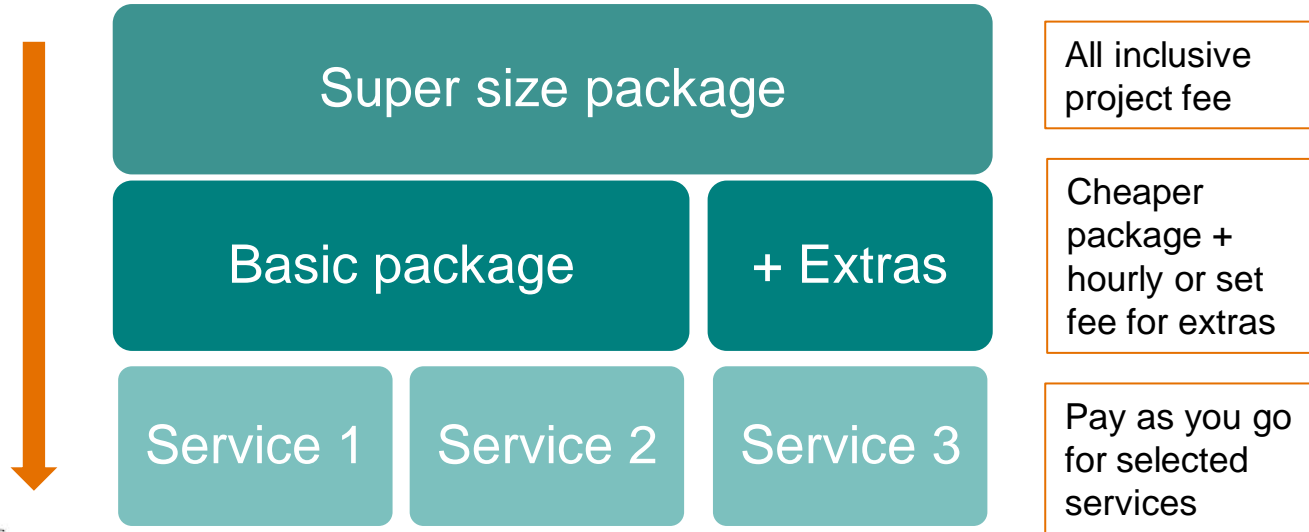 Super size package
All inclusive
project fee
Basic package
+ Extras
Cheaper
package +
hourly or set
fee for extras
Service 1
Service 2
Service 3
Pay as you go
for selected
services